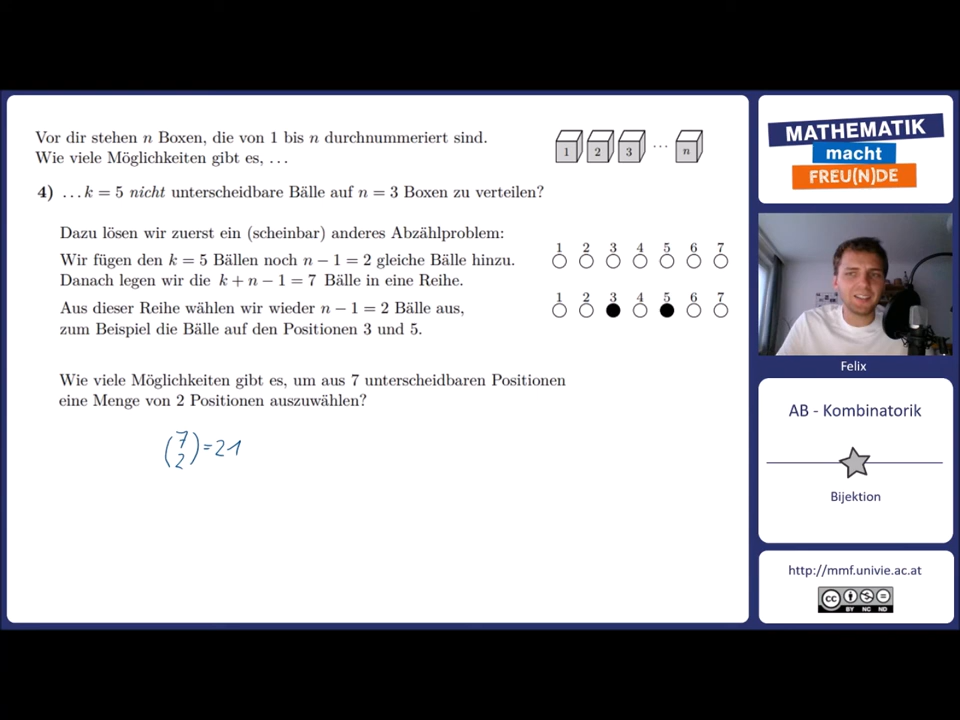 Vor dir stehen n Boxen, die von 1 bis n durchnummeriert sind.
Wie viele Möglichkeiten gibt es, ...
1 2 3 ... n
4) ... k = 5 nicht unterscheidbare Bälle auf n = 3 Boxen zu verteilen?
Dazu lösen wir zuerst ein (scheinbar) anderes Abzählproblem:
Wir fügen den k = 5 Bällen noch n − 1 = 2 gleiche Bälle hinzu.
Danach legen wir die k + n − 1 = 7 Bälle in eine Reihe.
1 2 3 4 5 6 7
Aus dieser Reihe wählen wir wieder n − 1 = 2 Bälle aus,
zum Beispiel die Bälle auf den Positionen 3 und 5.
1 2 3 4 5 6 7
Wie viele Möglichkeiten gibt es, um aus 7 unterscheidbaren Positionen
eine Menge von 2 Positionen auszuwählen?
(7
2) = 21
MATHEMATIK
macht
FREU(N)DE
Felix
AB - Kombinatorik
Bijektion
http://mmf.univie.ac.at
cc
BY NC ND